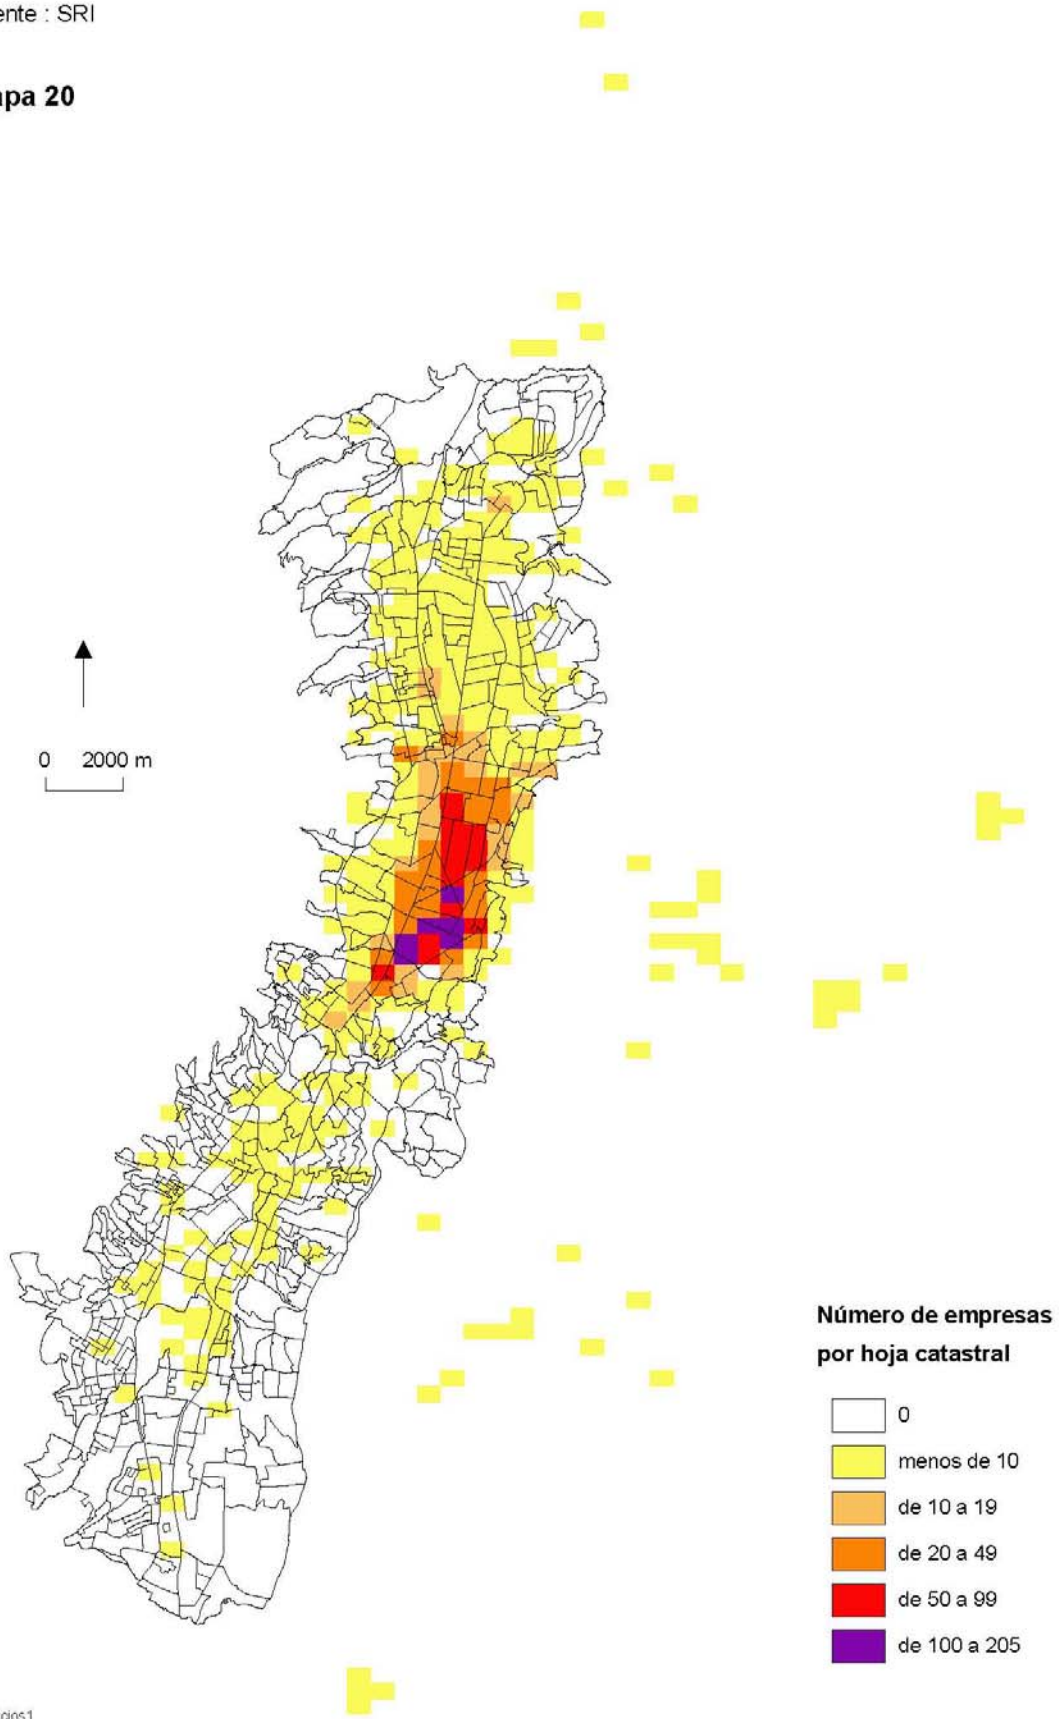 ente : SRI
apa 20
0 2000 m
Número de empresas
por hoja catastral
0
menos de 10
de 10 a 19
de 20 a 49
de 50 a 99
de 100 a 205